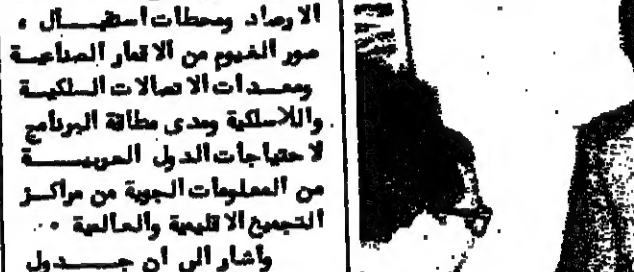 الارصاد ومحطات استقبال ،
صور الغيوم من الاقمار الصناعية
ومعدات الاتصالات السلكية
واللاسلكية ومدى مطاقة البرنامج
لاحتياجات الدول العربية
من المعلومات الجوية من مراكز
التجميع الاقليمية والعالمية ..
وأشار الى ان جدول